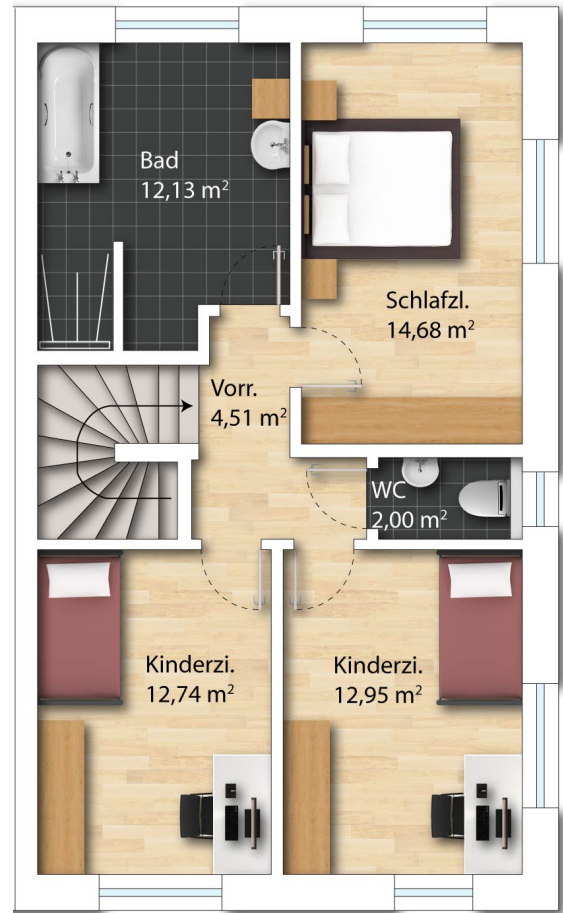 Bad
12,13 m²
Schlafzl.
14,68 m²
Vorr.
4,51 m²
WC
2,00 m²
Kinderzi.
12,74 m²
Kinderzi.
12,95 m²